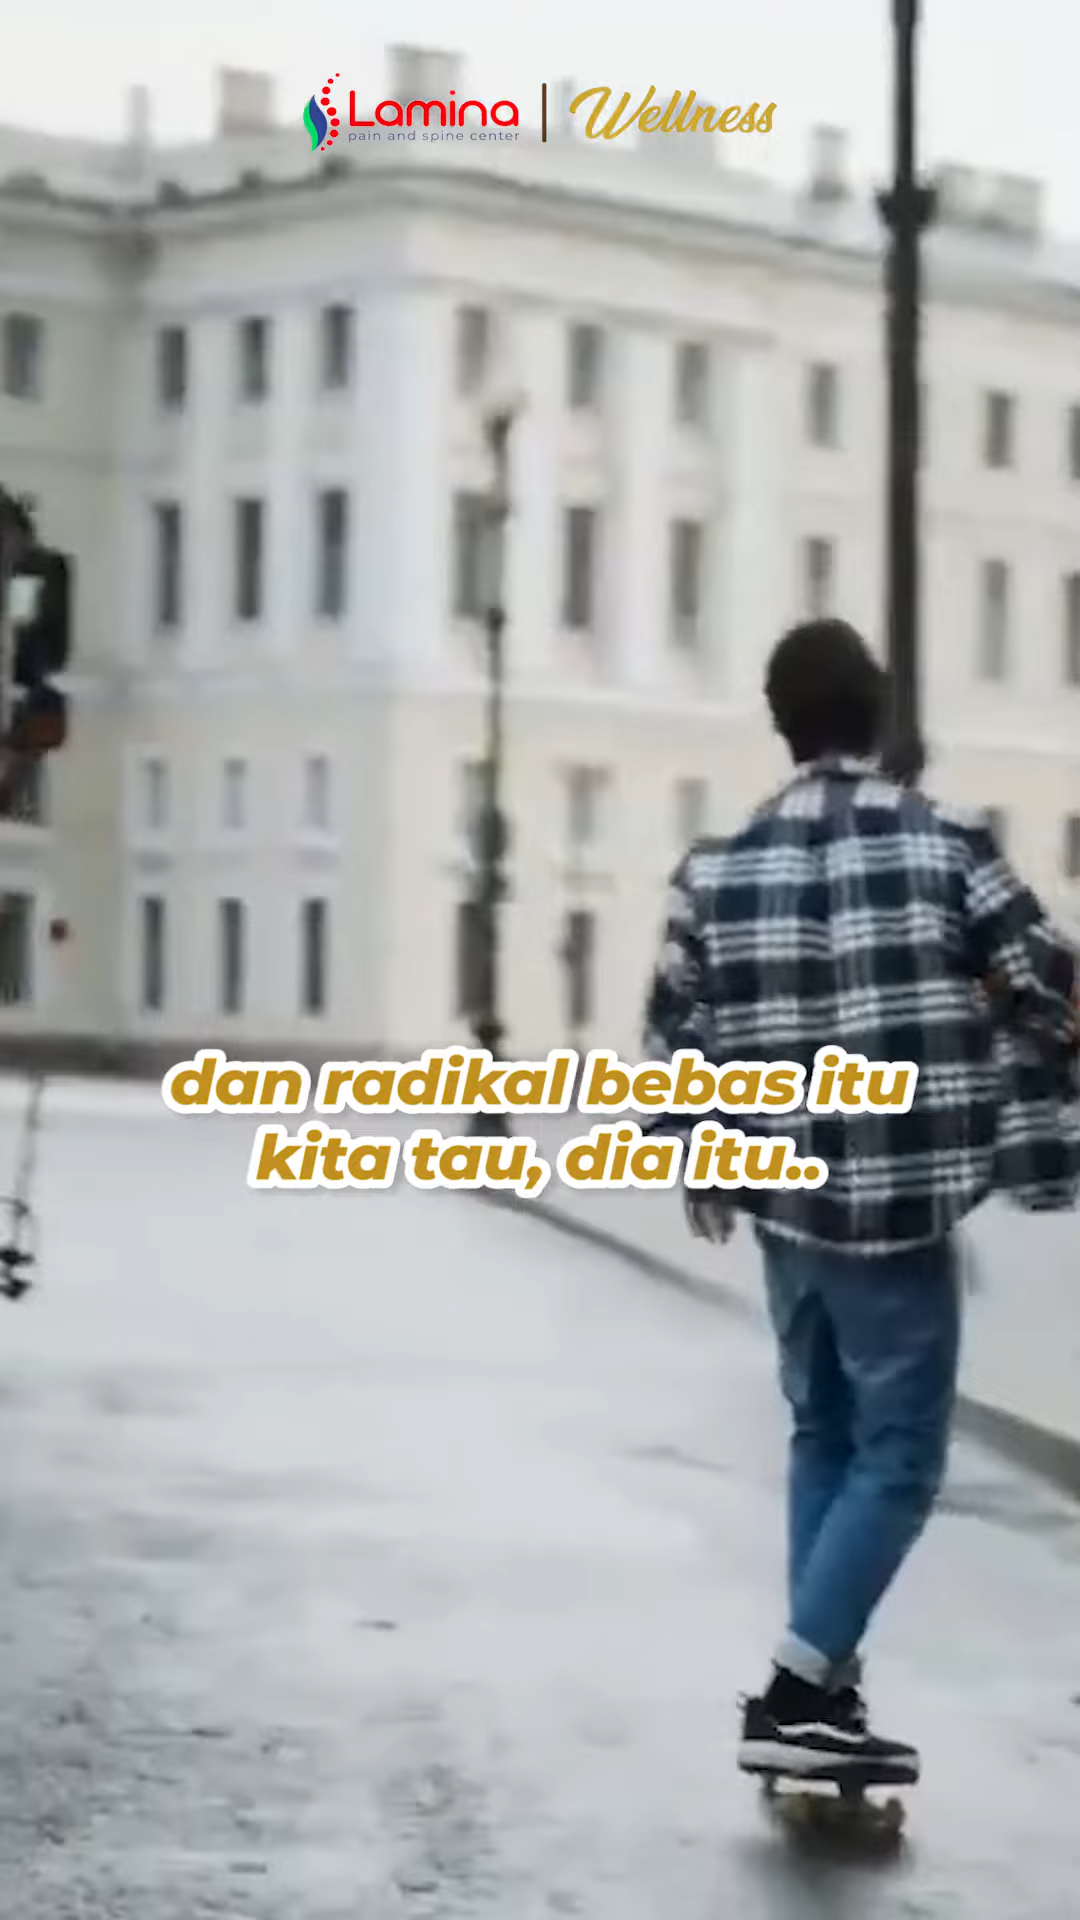 Lamina
pain and spine center
Wellness
dan radikal bebas itu
kita tau, dia itu..